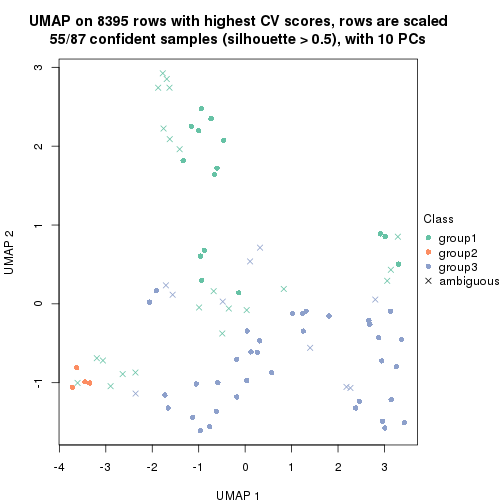 UMAP on 8395 rows with highest CV scores, rows are scaled
55/87 confident samples (silhouette > 0.5), with 10 PCs
3
2
1
0
-1
UMAP 2
-4
-3
-2
-1
0
1
2
3
UMAP 1
Class
group1
group2
group3
ambiguous